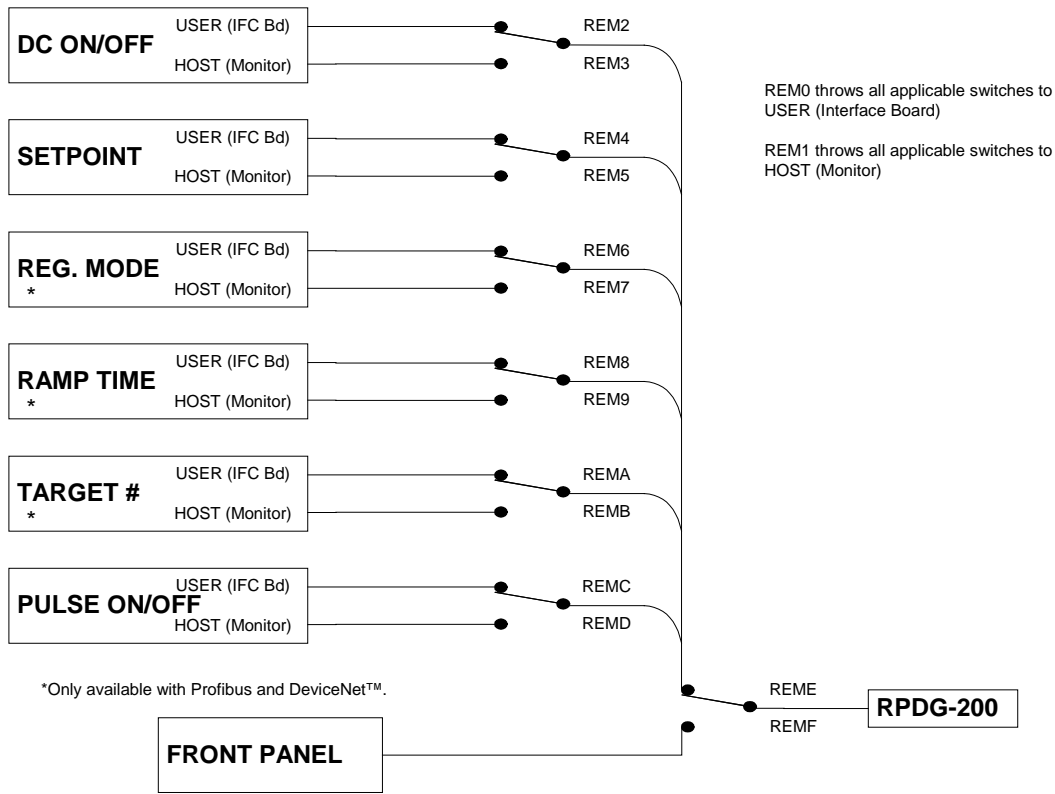 DC ON/OFF
USER (IFC Bd)
HOST (Monitor)
REM2
REM3
REM0 throws all applicable switches to
USER (Interface Board)
REM1 throws all applicable switches to
HOST (Monitor)
SETPOINT
USER (IFC Bd)
HOST (Monitor)
REM4
REM5
REG. MODE
*
USER (IFC Bd)
HOST (Monitor)
REM6
REM7
RAMP TIME
*
USER (IFC Bd)
HOST (Monitor)
REM8
REM9
TARGET #
*
USER (IFC Bd)
HOST (Monitor)
REMA
REMB
PULSE ON/OFF
USER (IFC Bd)
HOST (Monitor)
REMC
REMD
*Only available with Profibus and DeviceNet™.
REME
REMF
RPDG-200
FRONT PANEL